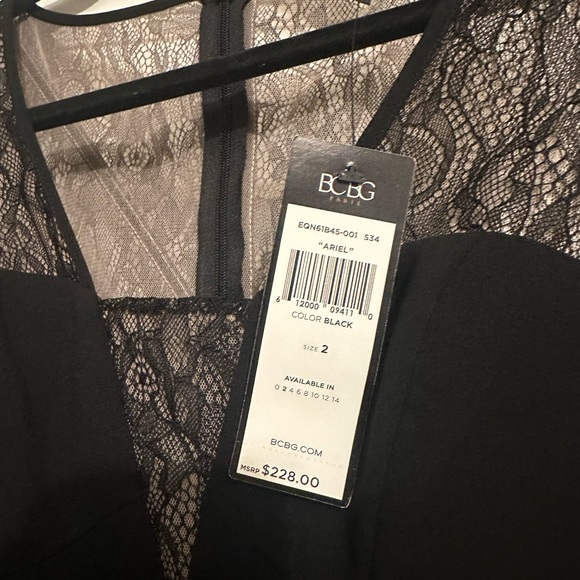 BCBG
PARIS
EQN61B45-001 S34
"ARIEL"
6 12000 09411 0
COLOR BLACK
SIZE 2
AVAILABLE IN
0 2 4 6 8 10 12 14
BCBG.COM
MSRP $228.00